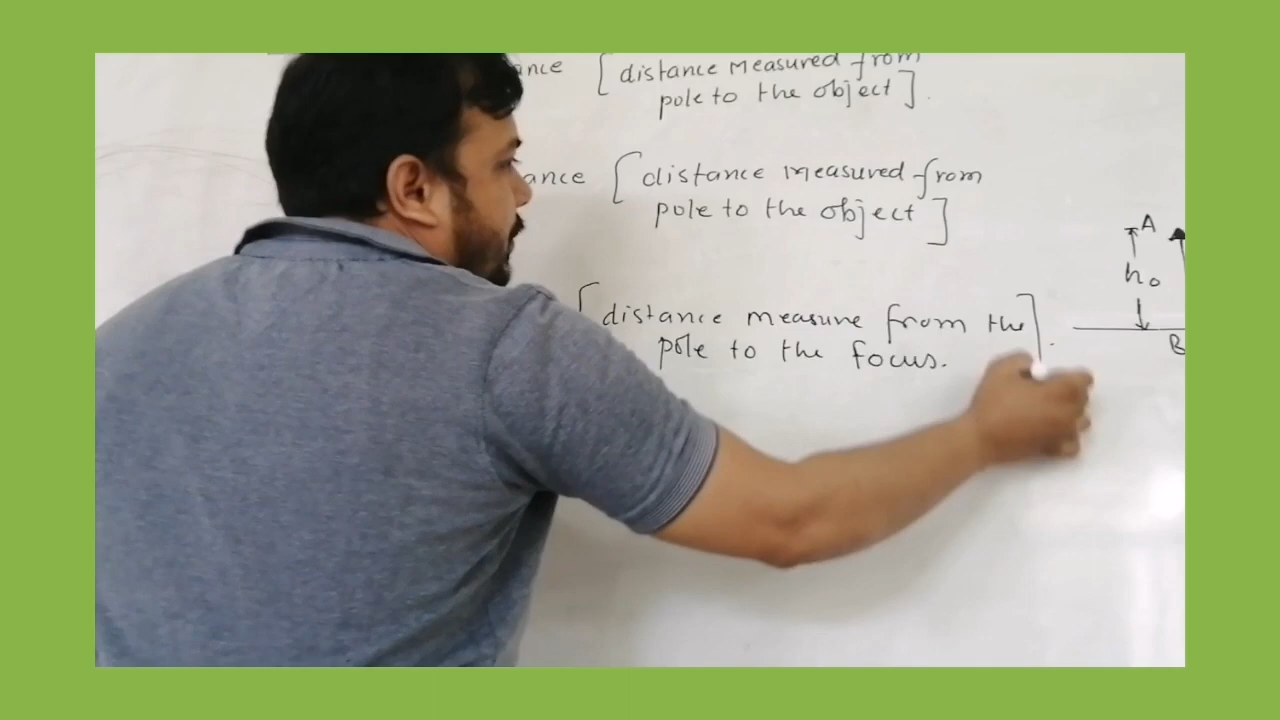 ance [distance measured from
pole to the object].
ance [distance measured from
pole to the object]
[distance measure from the].
pole to the focus.
A
ho
B